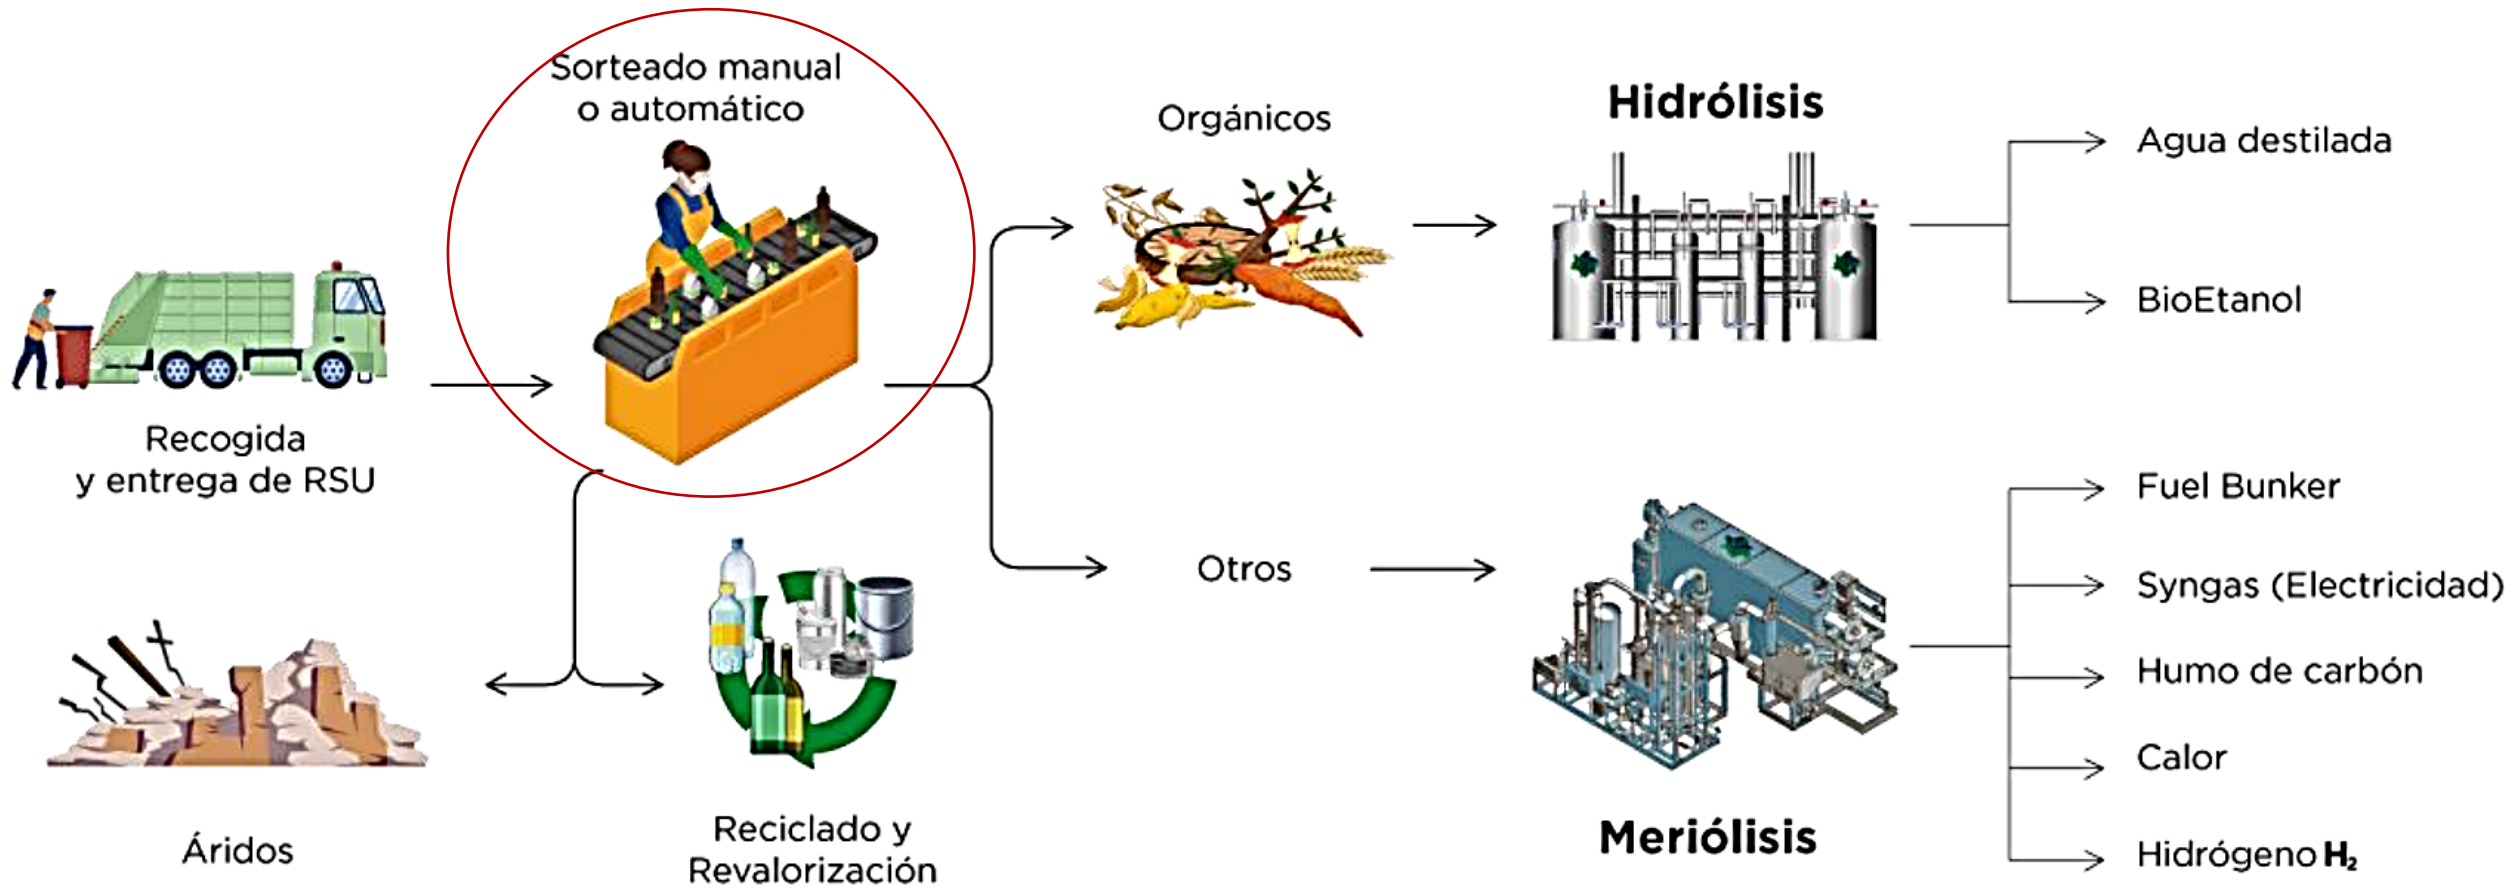 Sorteado manual
o automático
Recogida
y entrega de RSU
Áridos
Reciclado y
Revalorización
Orgánicos
Hidrólisis
Agua destilada
BioEtanol
Otros
Meriólisis
Fuel Bunker
Syngas (Electricidad)
Humo de carbón
Calor
Hidrógeno H₂